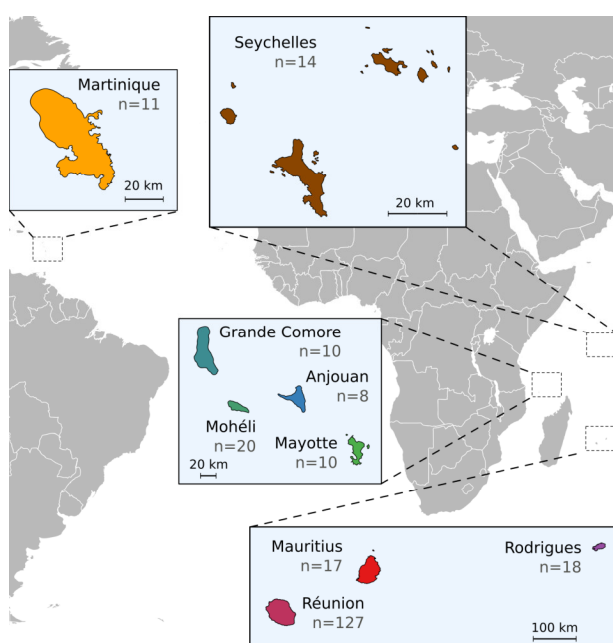 Martinique
n=11
20 km
Seychelles
n=14
20 km
Grande Comore
n=10
Anjouan
n=8
Mohéli
n=20
Mayotte
n=10
20 km
Mauritius
n=17
Rodrigues
n=18
Réunion
n=127
100 km